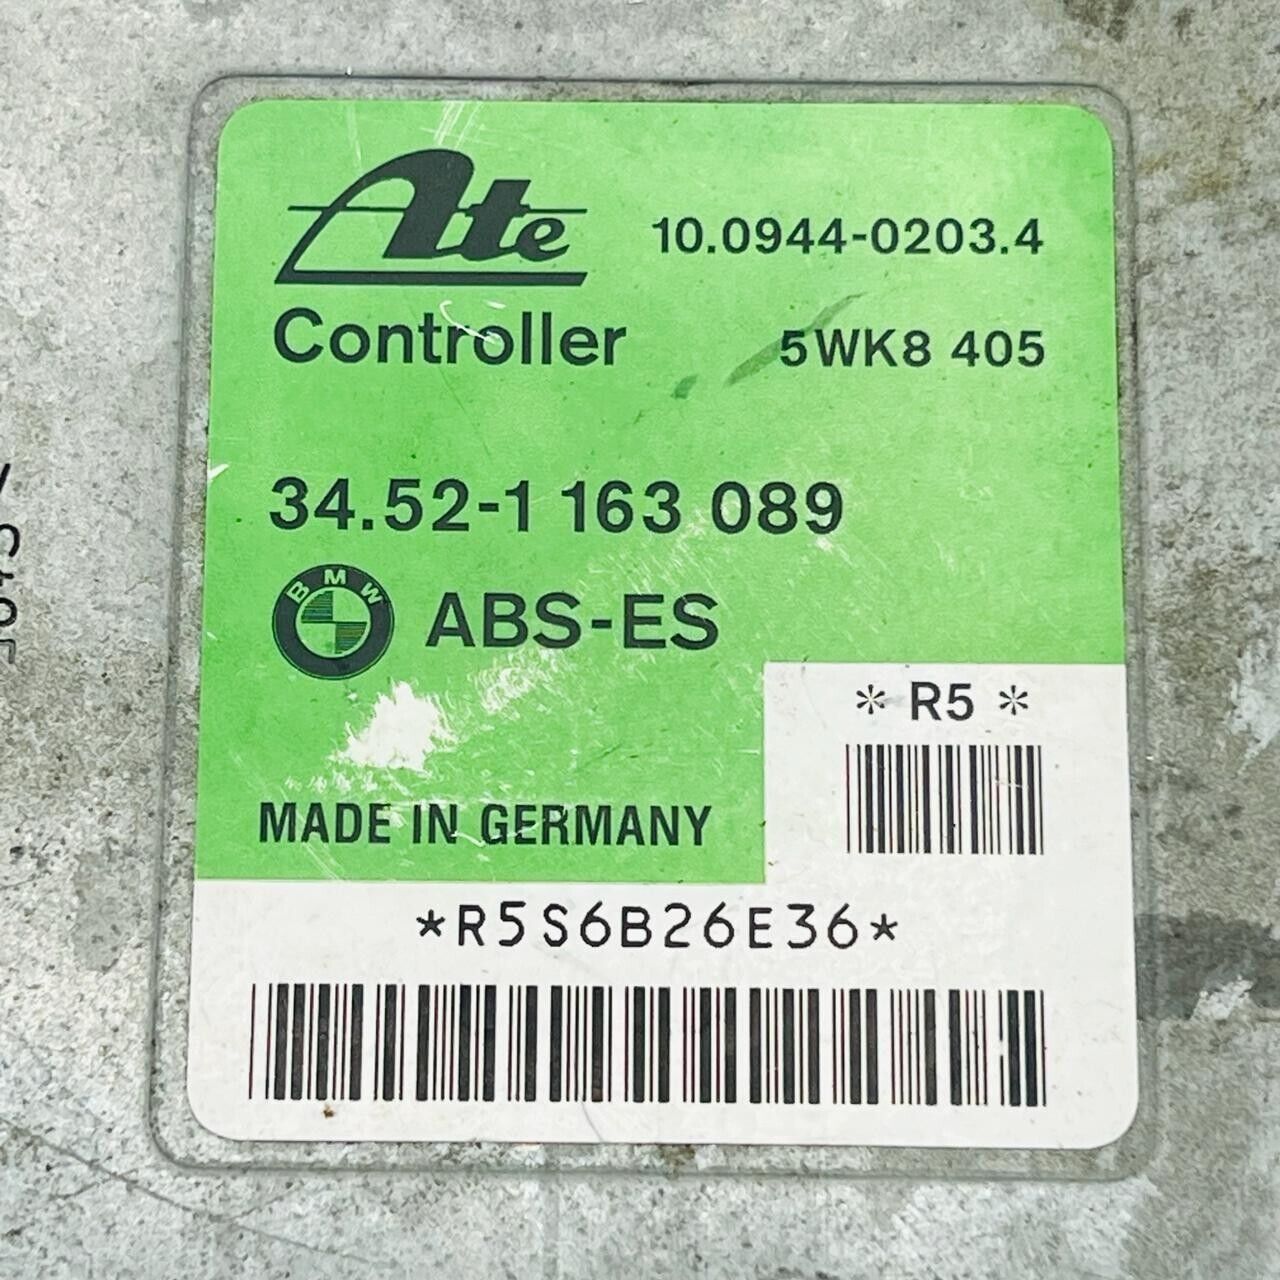 Ate 10.0944-0203.4
Controller 5WK8 405
34.52-1 163 089
BMW ABS-ES
* R5 *
MADE IN GERMANY
*R5S6B26E36*